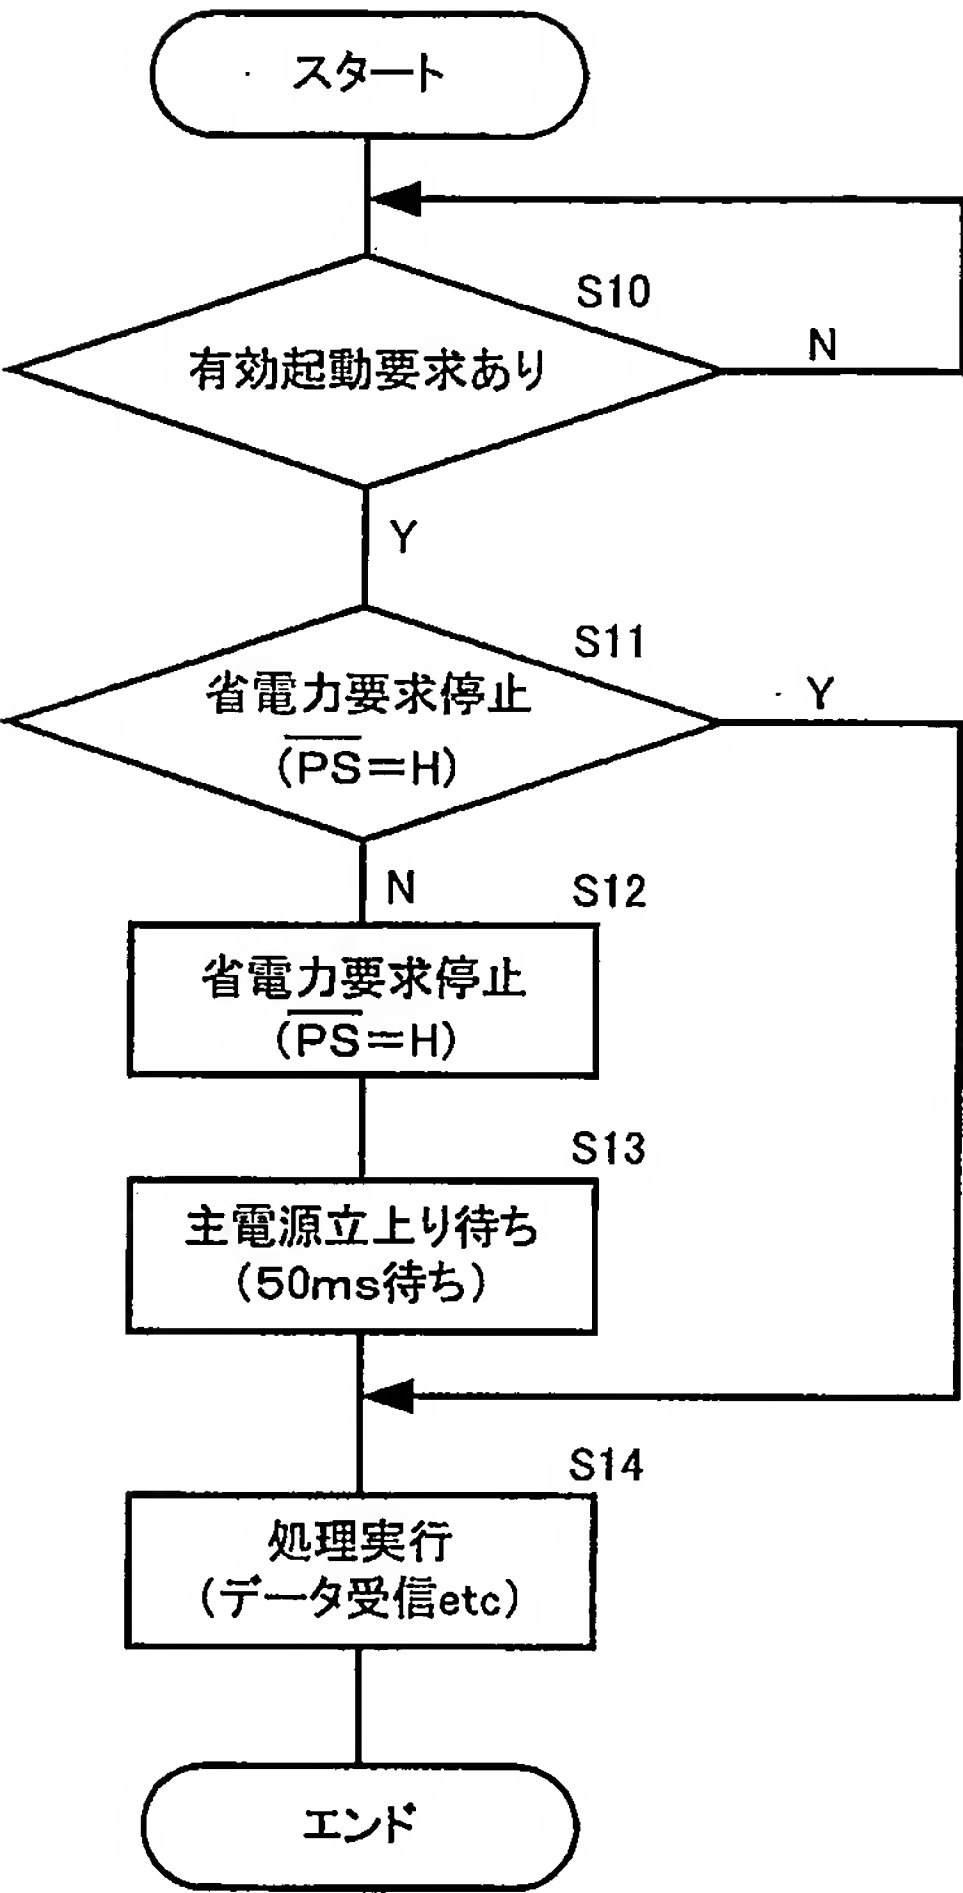 スタート
S10
有効起動要求あり
N
Y
S11
省電力要求停止
Y
(P̅S̅=H)
N
S12
省電力要求停止
(P̅S̅=H)
S13
主電源立上り待ち
(50ms待ち)
S14
処理実行
(データ受信etc)
エンド